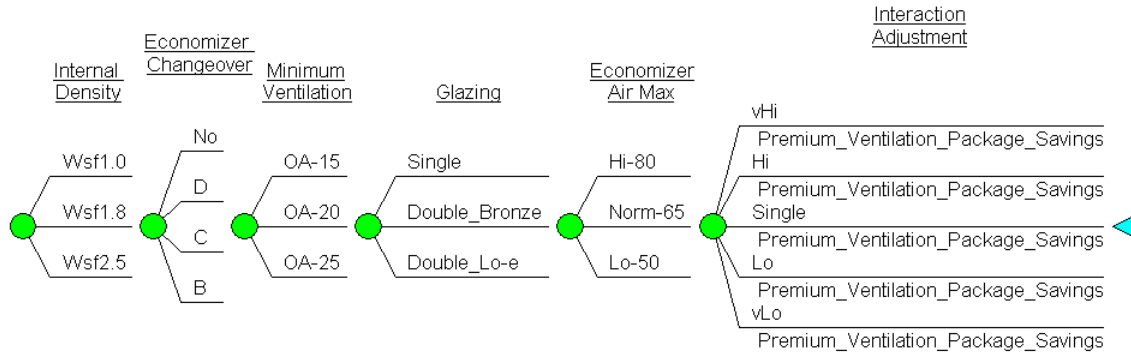 Internal
Density
Wsf1.0
Wsf1.8
Wsf2.5
Economizer
Changeover
No
D
C
B
Minimum
Ventilation
OA-15
OA-20
OA-25
Glazing
Single
Double_Bronze
Double_Lo-e
Economizer
Air Max
Hi-80
Norm-65
Lo-50
Interaction
Adjustment
vHi
Premium_Ventilation_Package_Savings
Hi
Premium_Ventilation_Package_Savings
Single
Premium_Ventilation_Package_Savings
Lo
Premium_Ventilation_Package_Savings
vLo
Premium_Ventilation_Package_Savings